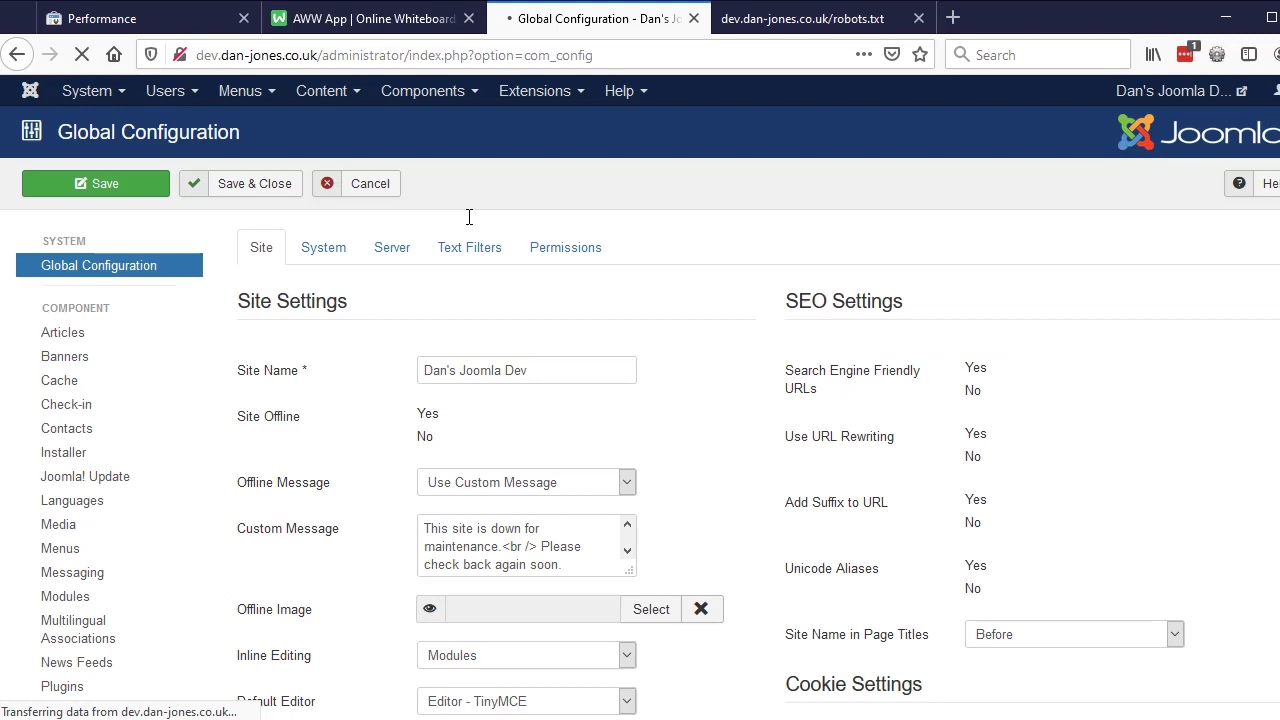 Performance
AWW App | Online Whiteboard
Global Configuration - Dan's Jo
dev.dan-jones.co.uk/robots.txt
dev.dan-jones.co.uk/administrator/index.php?option=com_config
Search
1
System
Users
Menus
Content
Components
Extensions
Help
Dan's Joomla D...
Global Configuration
Joomla
Save
Save & Close
Cancel
Hel
SYSTEM
Global Configuration
COMPONENT
Articles
Banners
Cache
Check-in
Contacts
Installer
Joomla! Update
Languages
Media
Menus
Messaging
Modules
Multilingual
Associations
News Feeds
Plugins
Site
System
Server
Text Filters
Permissions
Site Settings
Site Name *
Dan's Joomla Dev
Site Offline
Yes
No
Offline Message
Use Custom Message
Custom Message
This site is down for
maintenance.<br /> Please
check back again soon.
Offline Image
Select
Inline Editing
Modules
Default Editor
Editor - TinyMCE
SEO Settings
Search Engine Friendly
URLs
Yes
No
Use URL Rewriting
Yes
No
Add Suffix to URL
Yes
No
Unicode Aliases
Yes
No
Site Name in Page Titles
Before
Cookie Settings
Transferring data from dev.dan-jones.co.uk...